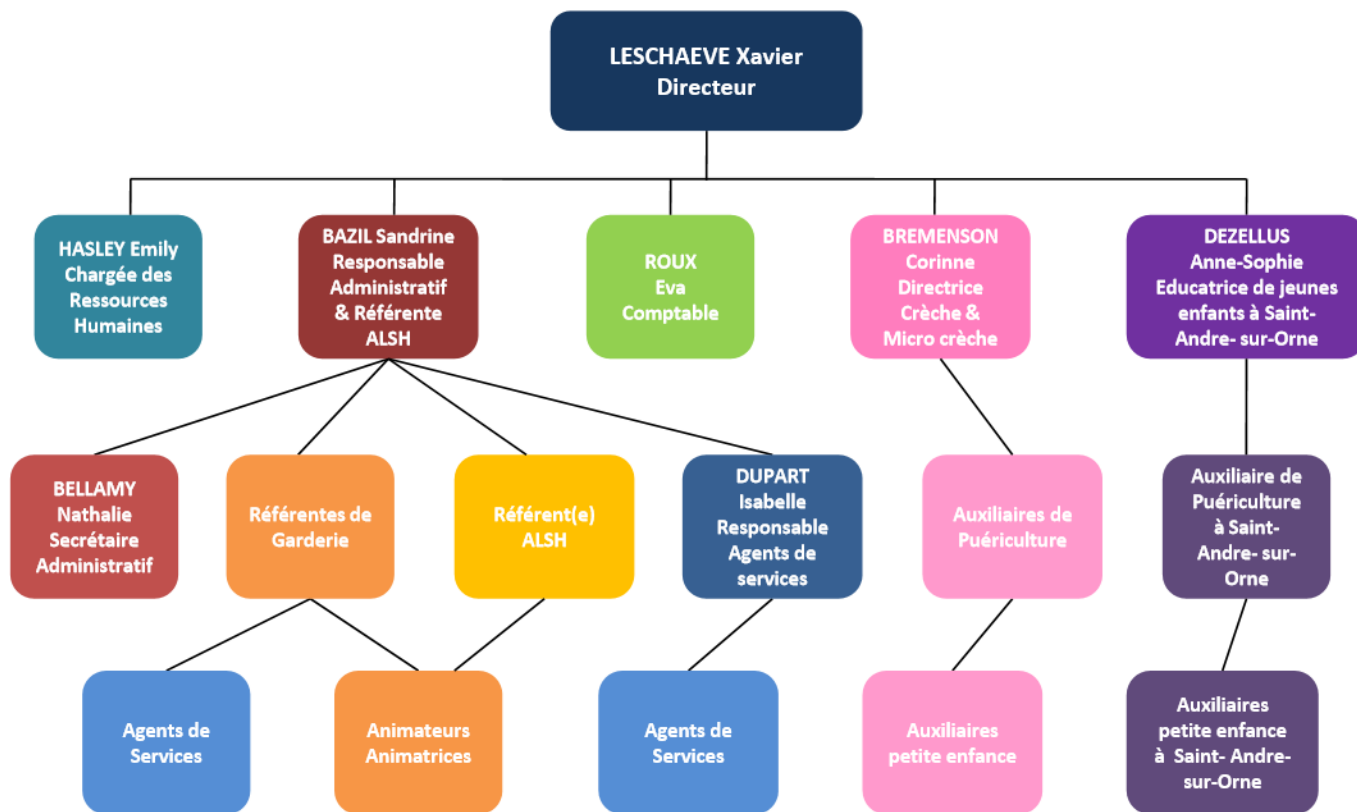 LESCHAEVE Xavier
Directeur
HASLEY Emily
Chargée des
Ressources
Humaines
BAZIL Sandrine
Responsable
Administratif
& Référente
ALSH
ROUX
Eva
Comptable
BREMENSON
Corinne
Directrice
Crèche &
Micro crèche
DEZELLUS
Anne-Sophie
Educatrice de jeunes
enfants à Saint-
Andre- sur-Orne
BELLAMY
Nathalie
Secrétaire
Administratif
Référentes de
Garderie
Référent(e)
ALSH
DUPART
Isabelle
Responsable
Agents de
services
Auxiliaires de
Puériculture
Auxiliaire de
Puériculture
à Saint-
Andre- sur-
Orne
Agents de
Services
Animateurs
Animatrices
Agents de
Services
Auxiliaires
petite enfance
Auxiliaires
petite enfance
à  Saint- Andre-
sur-Orne